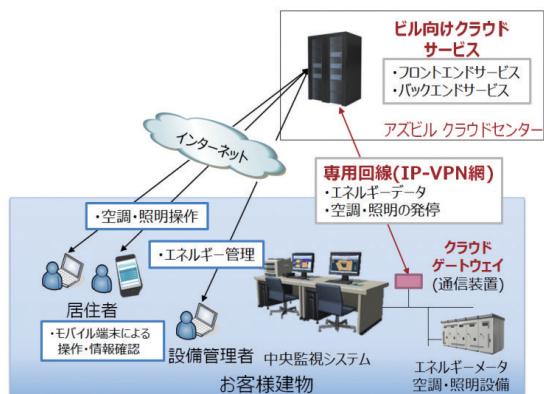 ビル向けクラウド
サービス
・フロントエンドサービス
・バックエンドサービス
アズビル クラウドセンター
インターネット
専用回線(IP-VPN網)
・エネルギーデータ
・空調・照明の発停
・空調・照明操作
・エネルギー管理
クラウド
ゲートウェイ
(通信装置)
居住者
・モバイル端末による
操作・情報確認
設備管理者
中央監視システム
エネルギーメータ
空調・照明設備
お客様建物